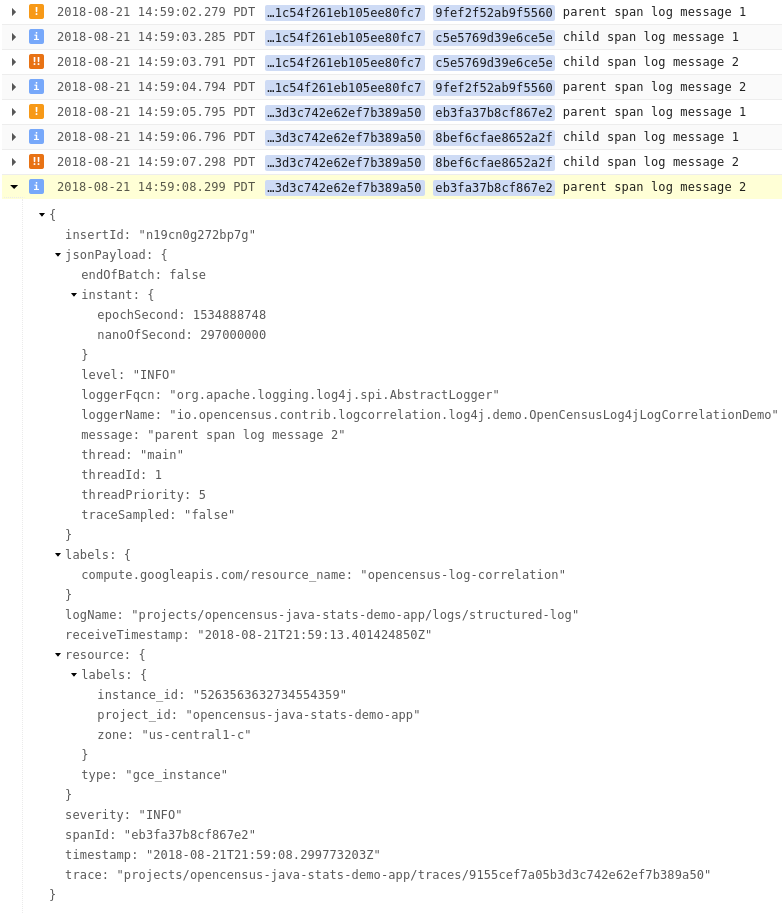 ! 2018-08-21 14:59:02.279 PDT …1c54f261eb105ee80fc7 9fef2f52ab9f5560 parent span log message 1
i 2018-08-21 14:59:03.285 PDT …1c54f261eb105ee80fc7 c5e5769d39e6ce5e child span log message 1
!! 2018-08-21 14:59:03.791 PDT …1c54f261eb105ee80fc7 c5e5769d39e6ce5e child span log message 2
i 2018-08-21 14:59:04.794 PDT …1c54f261eb105ee80fc7 9fef2f52ab9f5560 parent span log message 2
! 2018-08-21 14:59:05.795 PDT …3d3c742e62ef7b389a50 eb3fa37b8cf867e2 parent span log message 1
i 2018-08-21 14:59:06.796 PDT …3d3c742e62ef7b389a50 8bef6cfae8652a2f child span log message 1
!! 2018-08-21 14:59:07.298 PDT …3d3c742e62ef7b389a50 8bef6cfae8652a2f child span log message 2
i 2018-08-21 14:59:08.299 PDT …3d3c742e62ef7b389a50 eb3fa37b8cf867e2 parent span log message 2
{
insertId: "n19cn0g272bp7g"
jsonPayload: {
endOfBatch: false
instant: {
epochSecond: 1534888748
nanoOfSecond: 297000000
}
level: "INFO"
loggerFqcn: "org.apache.logging.log4j.spi.AbstractLogger"
loggerName: "io.opencensus.contrib.logcorrelation.log4j.demo.OpenCensusLog4jLogCorrelationDemo"
message: "parent span log message 2"
thread: "main"
threadId: 1
threadPriority: 5
traceSampled: "false"
}
labels: {
compute.googleapis.com/resource_name: "opencensus-log-correlation"
}
logName: "projects/opencensus-java-stats-demo-app/logs/structured-log"
receiveTimestamp: "2018-08-21T21:59:13.401424850Z"
resource: {
labels: {
instance_id: "5263563632734554359"
project_id: "opencensus-java-stats-demo-app"
zone: "us-central1-c"
}
type: "gce_instance"
}
severity: "INFO"
spanId: "eb3fa37b8cf867e2"
timestamp: "2018-08-21T21:59:08.299773203Z"
trace: "projects/opencensus-java-stats-demo-app/traces/9155cef7a05b3d3c742e62ef7b389a50"
}